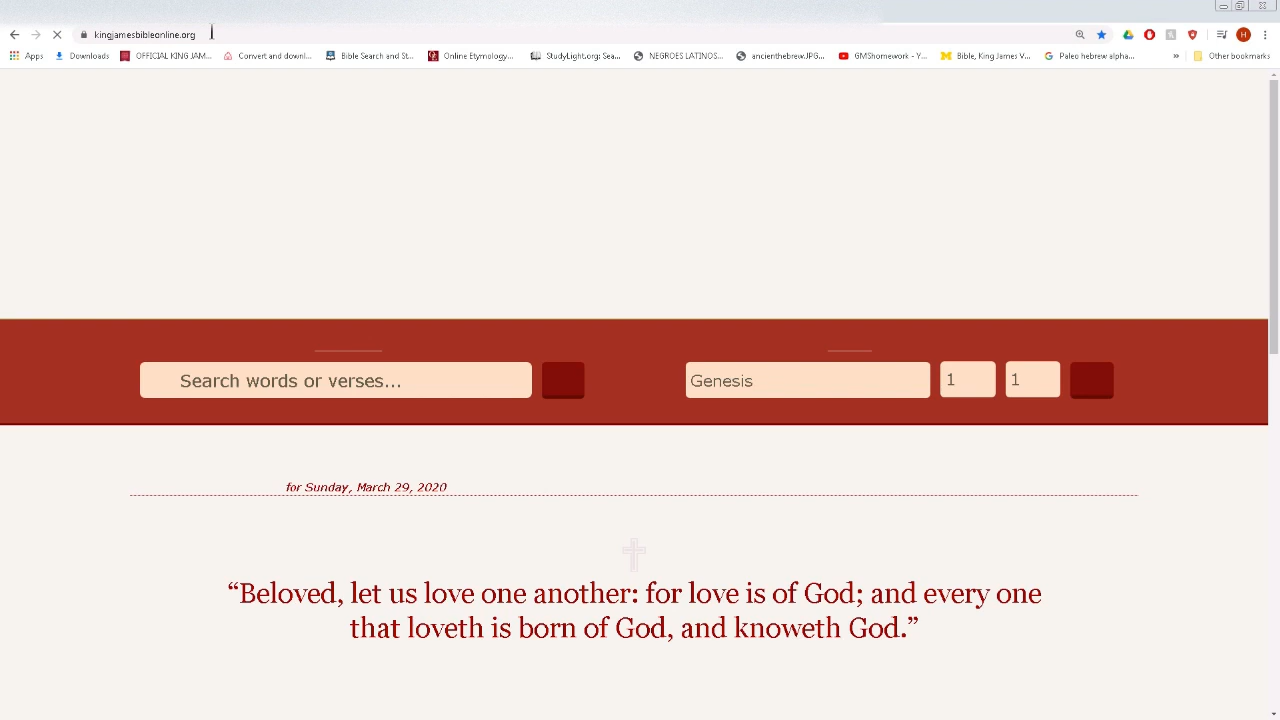 kingjamesbibleonline.org
Apps Downloads OFFICIAL KING JAM... Convert and downl... Bible Search and St... Online Etymology... StudyLight.org: Sea... NEGROES LATINOS... ancienthebrew.JPG... GMShomework - Y... Bible, King James V... Paleo hebrew alpha... » Other bookmarks
Search words or verses... Genesis 1 1
for Sunday, March 29, 2020
“Beloved, let us love one another: for love is of God; and every one
that loveth is born of God, and knoweth God.”